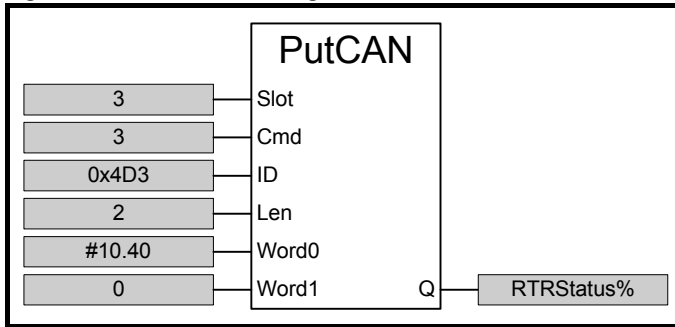 PutCAN
3 Slot
3 Cmd
0x4D3 ID
2 Len
#10.40 Word0
0 Word1 Q RTRStatus%